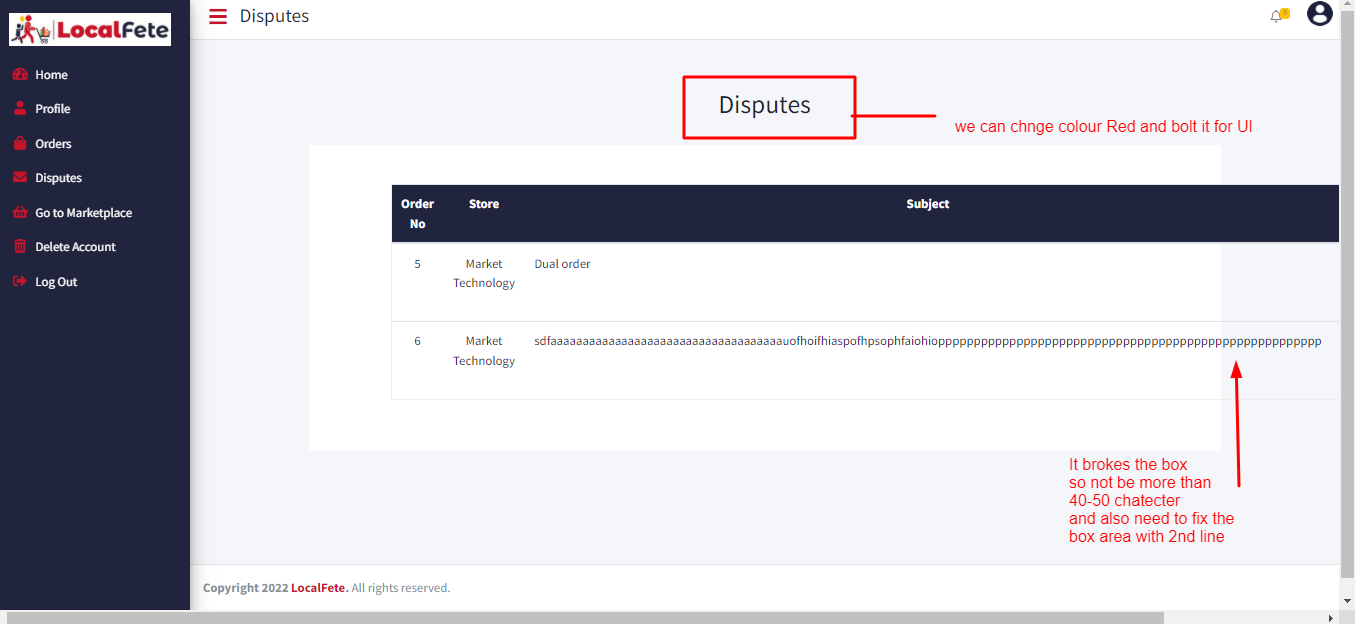 LocalFete
Disputes
0
Home
Profile
Orders
Disputes
Go to Marketplace
Delete Account
Log Out
Disputes
we can chnge colour Red and bolt it for UI
Order No
Store
Subject
5
Market Technology
Dual order
6
Market Technology
It brokes the box
so not be more than
40-50 chatecter
and also need to fix the
box area with 2nd line
Copyright 2022 LocalFete. All rights reserved.